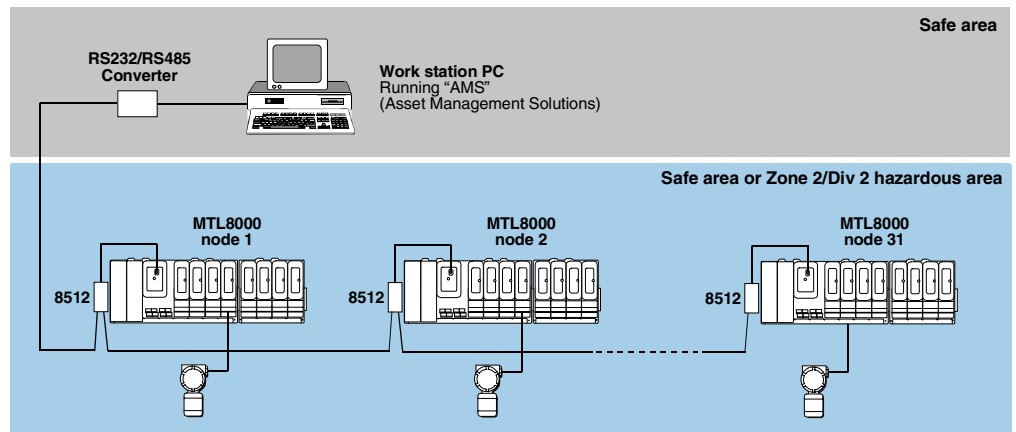 Safe area
RS232/RS485
Converter
Work station PC
Running “AMS”
(Asset Management Solutions)
Safe area or Zone 2/Div 2 hazardous area
MTL8000
node 1
MTL8000
node 2
MTL8000
node 31
8512
8512
8512